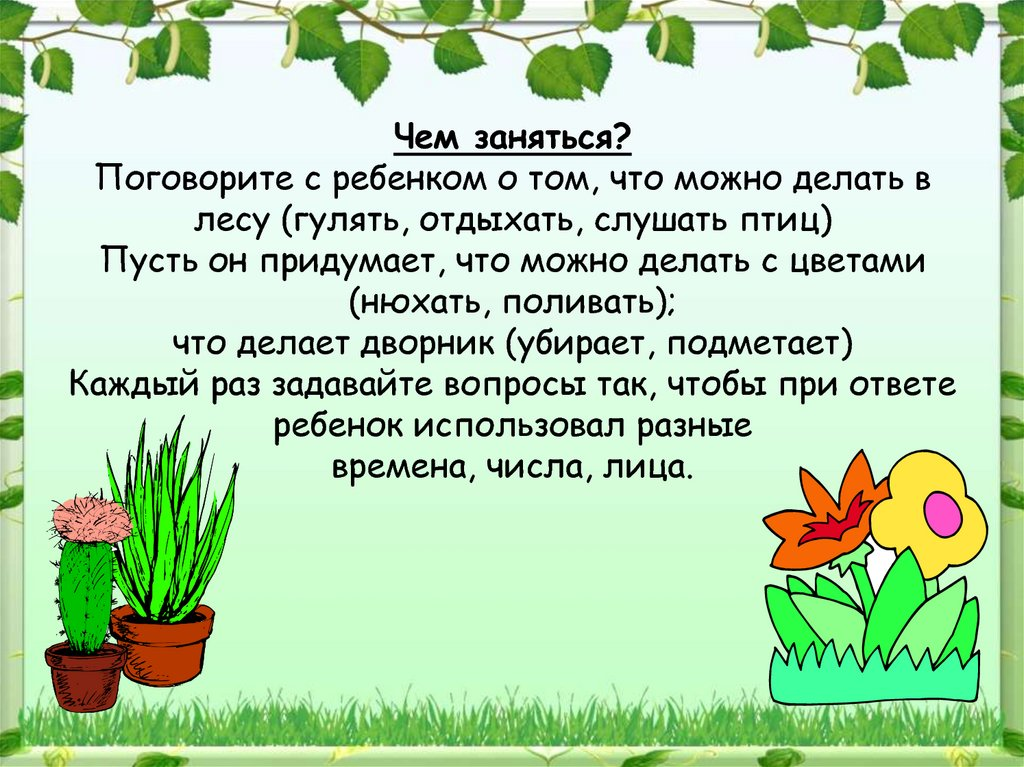 Чем заняться?
Поговорите с ребенком о том, что можно делать в
лесу (гулять, отдыхать, слушать птиц)
Пусть он придумает, что можно делать с цветами
(нюхать, поливать);
что делает дворник (убирает, подметает)
Каждый раз задавайте вопросы так, чтобы при ответе
ребенок использовал разные
времена, числа, лица.